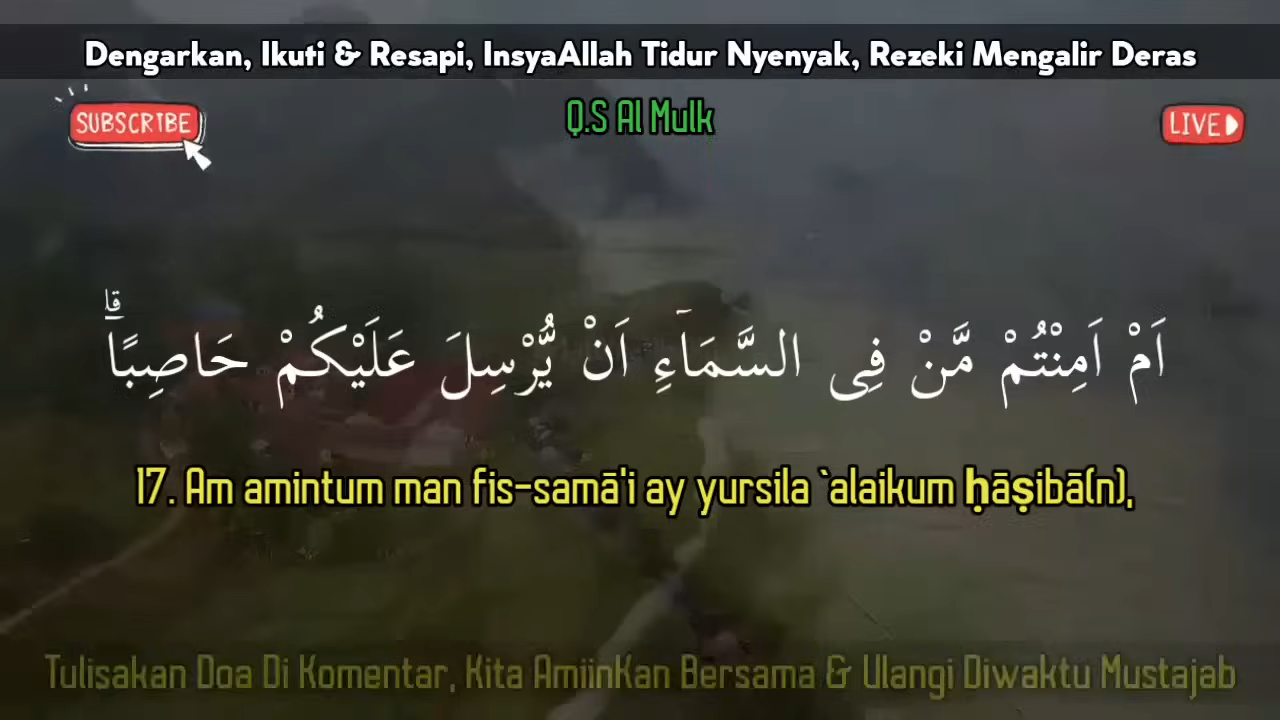 Dengarkan, Ikuti & Resapi, InsyaAllah Tidur Nyenyak, Rezeki Mengalir Deras
SUBSCRIBE
Q.S Al Mulk
LIVE
اَمْ اَمِنْتُمْ مَّنْ فِى السَّمَاۤءِ اَنْ يُّرْسِلَ عَلَيْكُمْ حَاصِبًاۗ
17. Am amintum man fis-samā'i ay yursila `alaikum ḥāṣibā(n),
Tulisakan Doa Di Komentar, Kita AmiinKan Bersama & Ulangi Diwaktu Mustajab